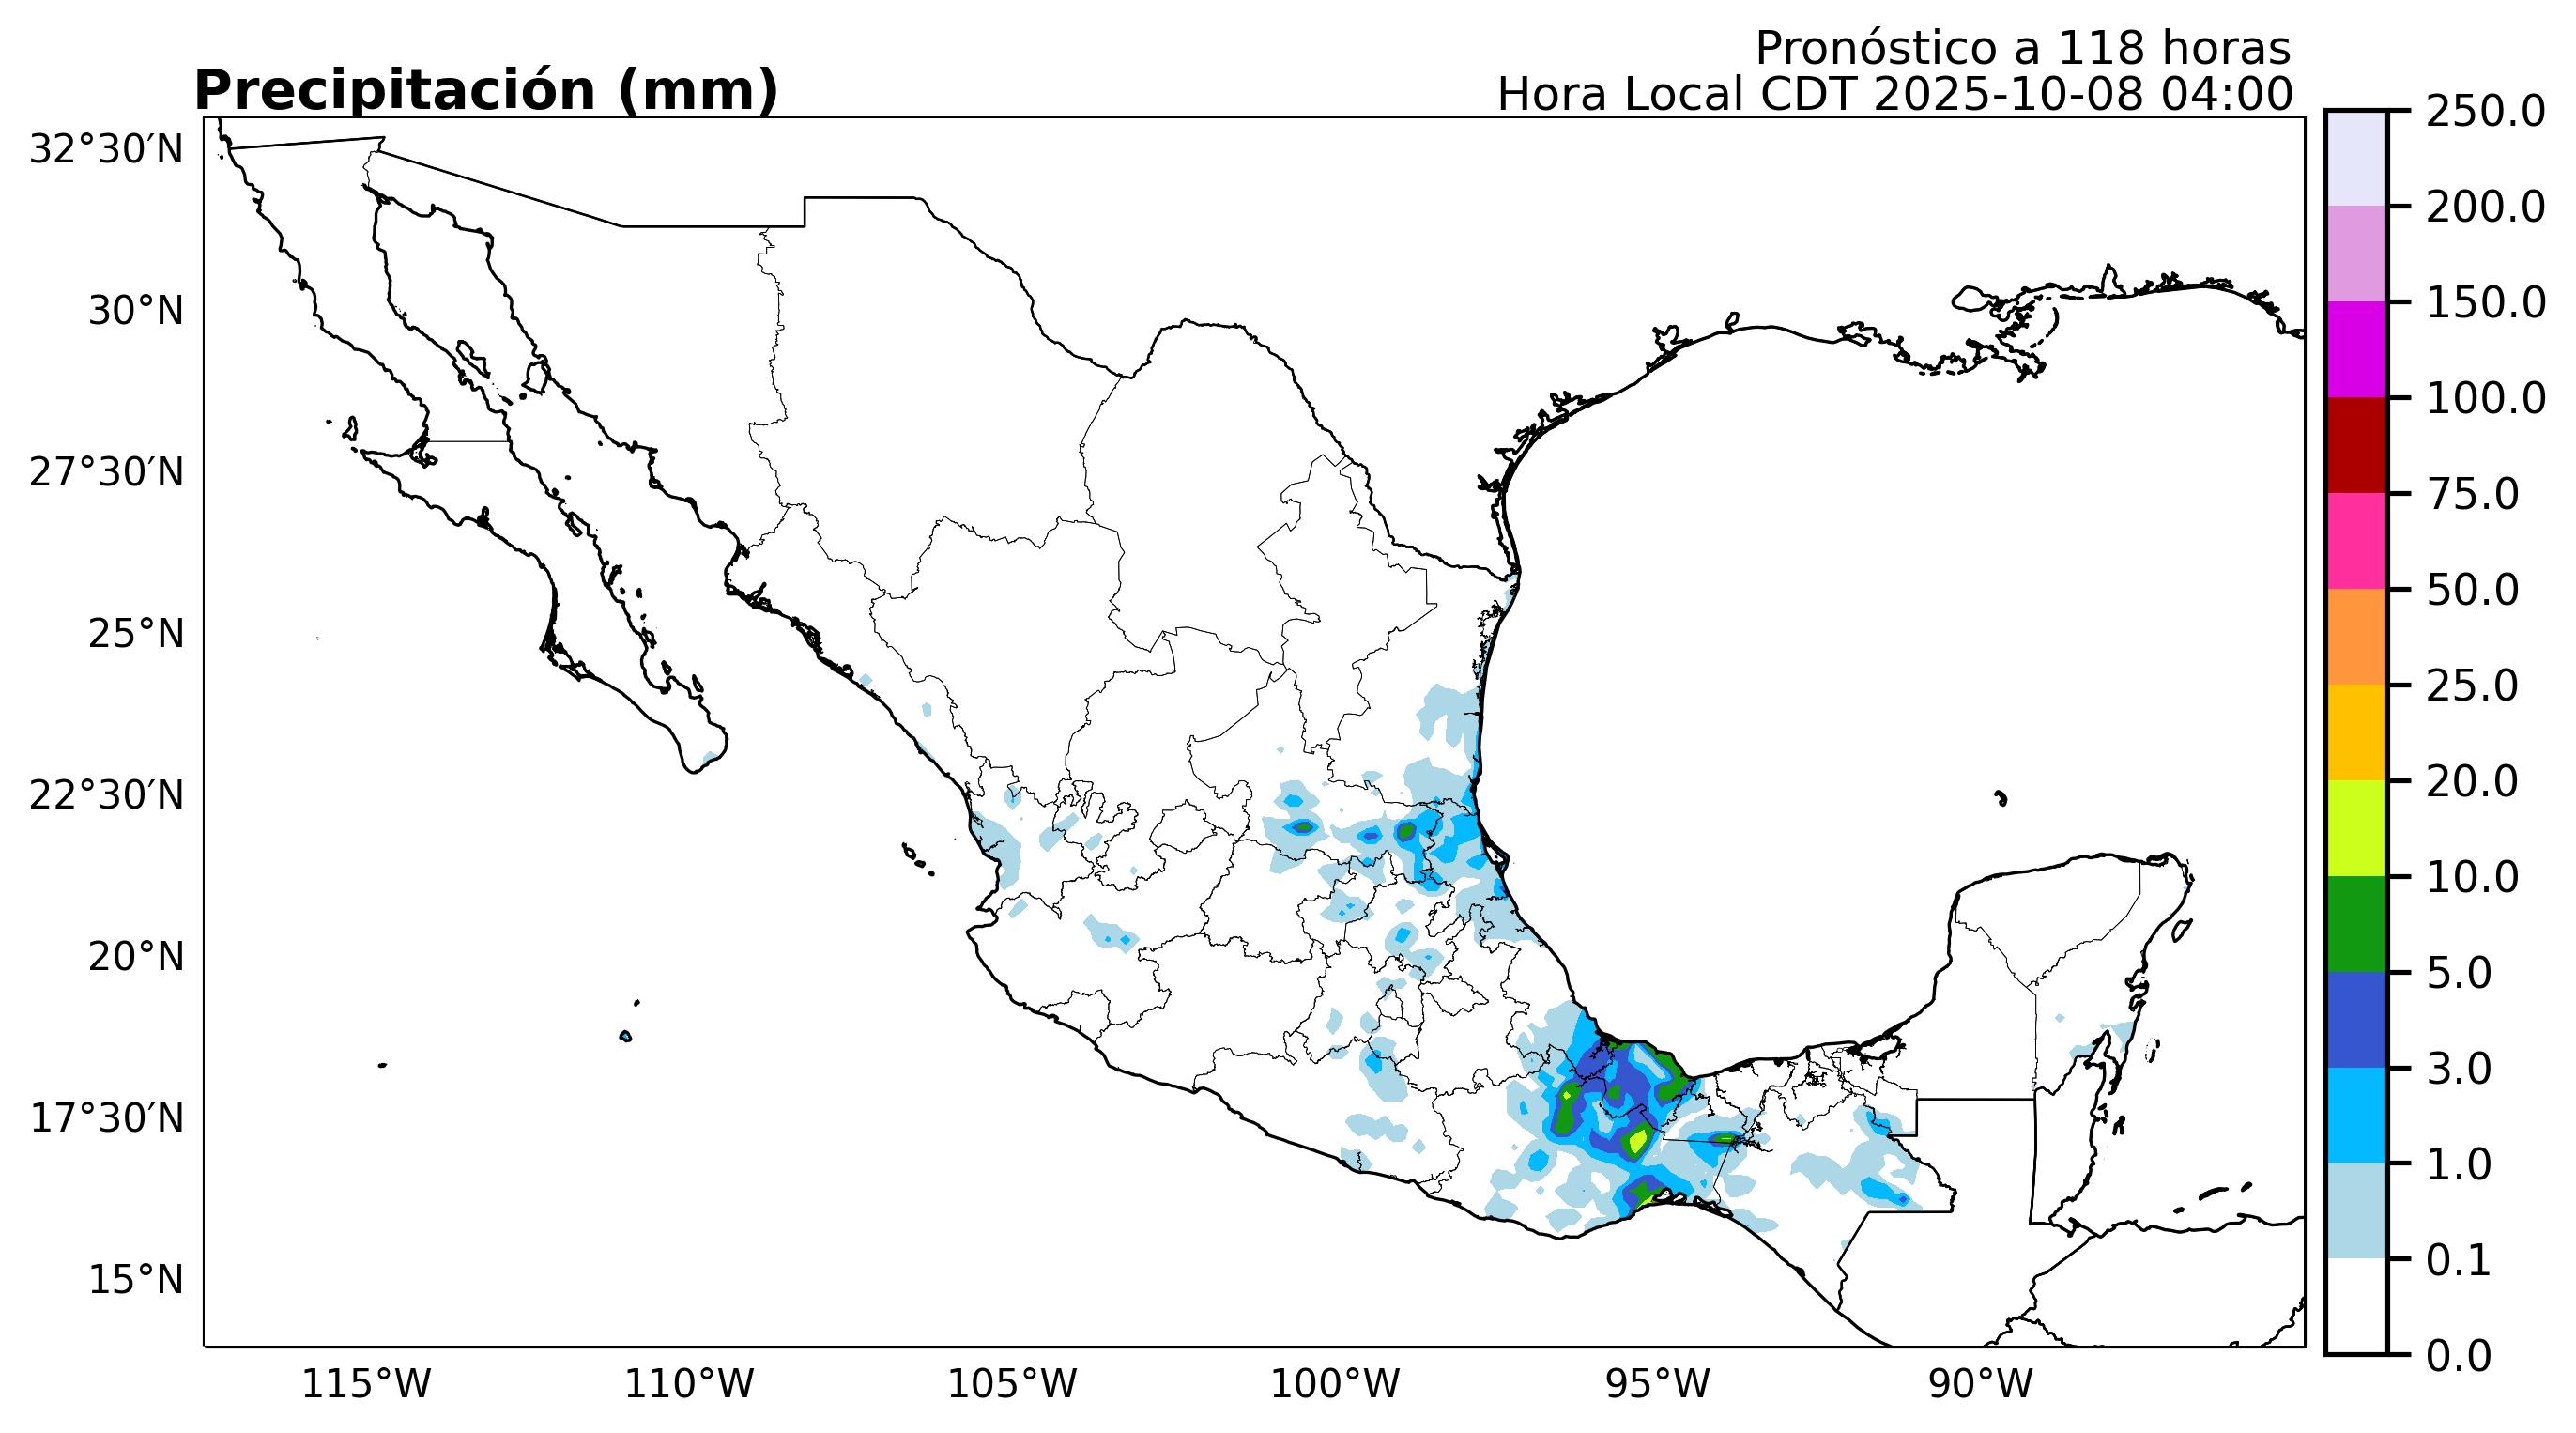 Pronóstico a 118 horas
Precipitación (mm)
Hora Local CDT 2025-10-08 04:00
32°30′N
30°N
27°30′N
25°N
22°30′N
20°N
17°30′N
15°N
115°W
110°W
105°W
100°W
95°W
90°W
250.0
200.0
150.0
100.0
75.0
50.0
25.0
20.0
10.0
5.0
3.0
1.0
0.1
0.0